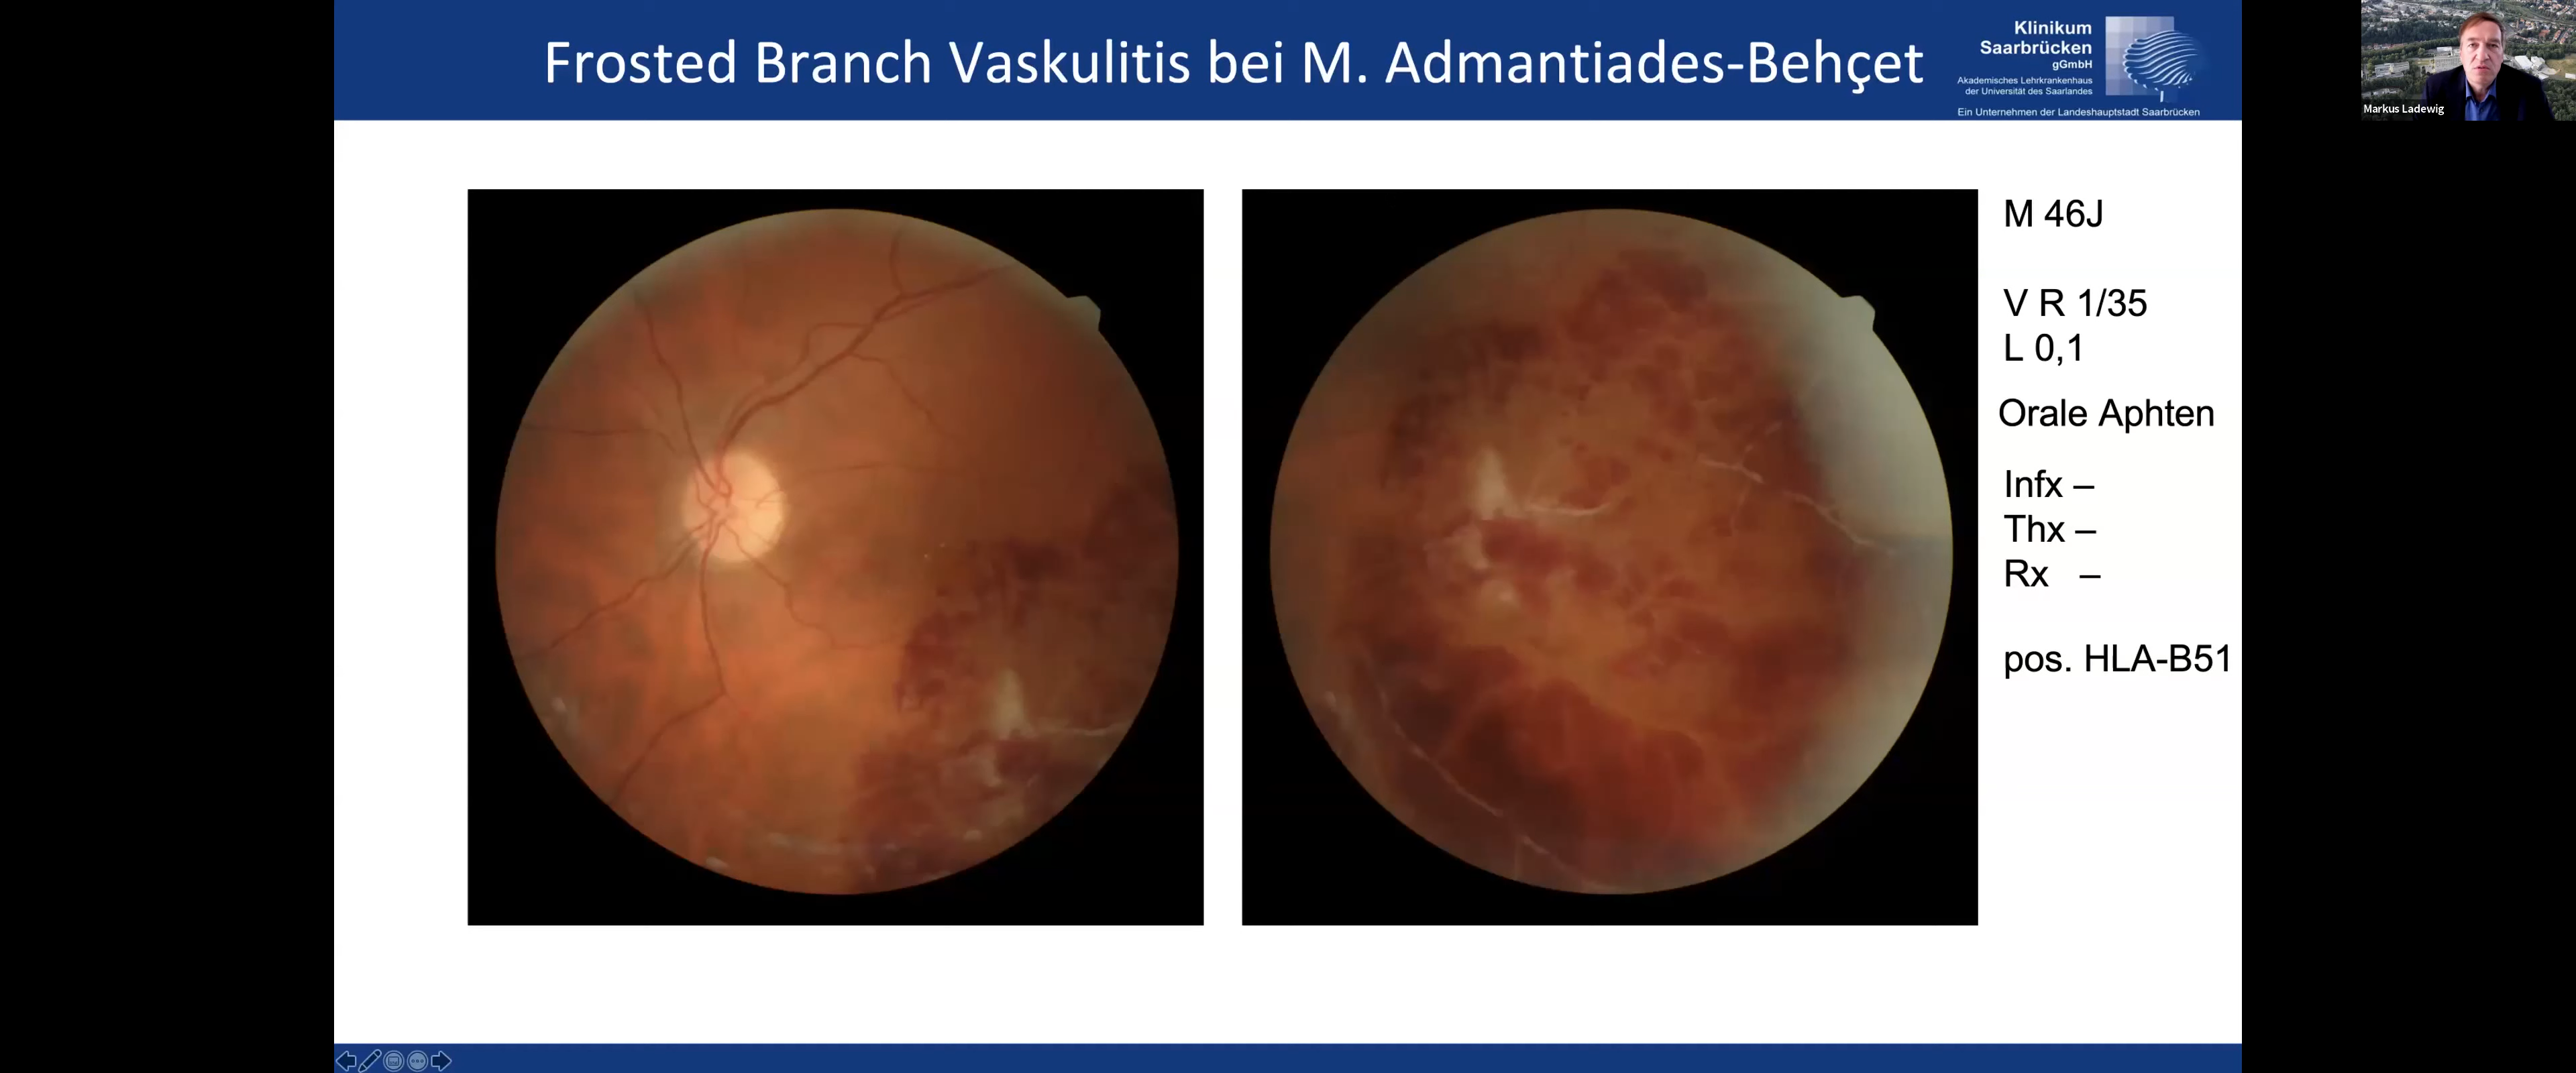 Frosted Branch Vaskulitis bei M. Admantiades-Behçet
Klinikum
Saarbrücken
gGmbH
Akademisches Lehrkrankenhaus
der Universität des Saarlandes
Ein Unternehmen der Landeshauptstadt Saarbrücken
Markus Ladewig
M 46J
V R 1/35
L 0,1
Orale Aphten
Infx –
Thx –
Rx –
pos. HLA-B51